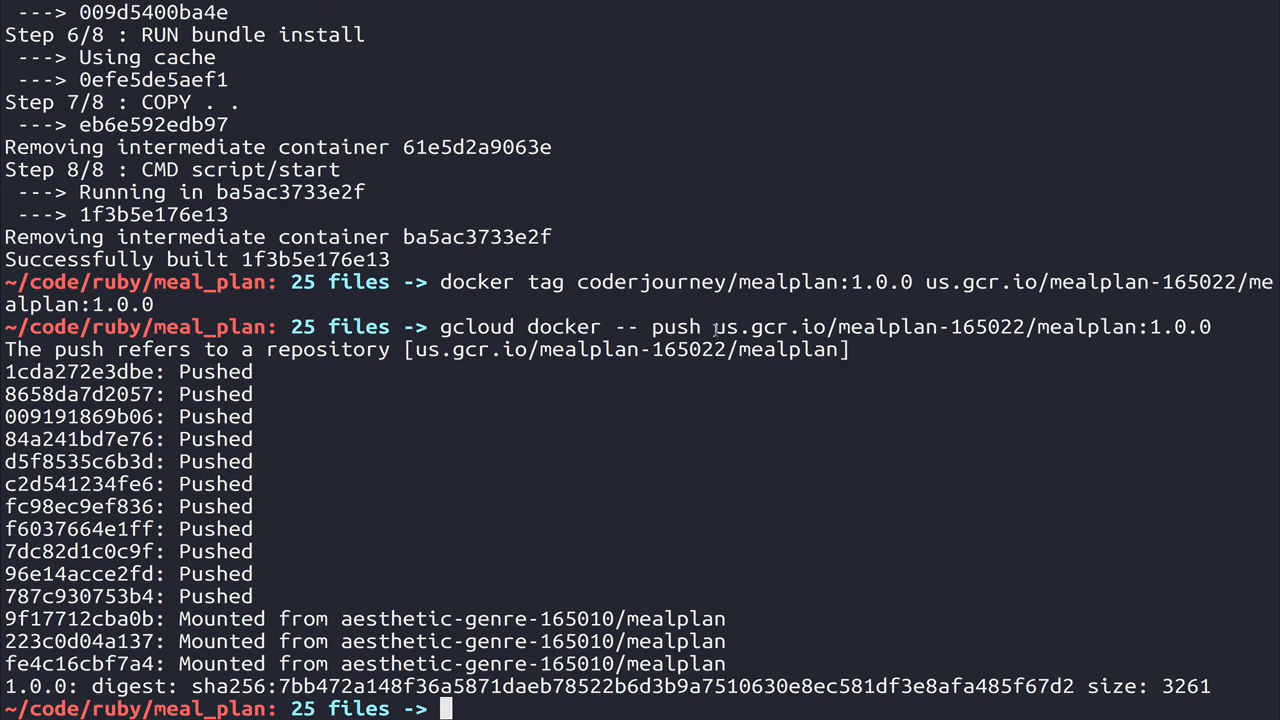 ---> 009d5400ba4e
Step 6/8 : RUN bundle install
---> Using cache
---> 0efe5de5aef1
Step 7/8 : COPY . .
---> eb6e592edb97
Removing intermediate container 61e5d2a9063e
Step 8/8 : CMD script/start
---> Running in ba5ac3733e2f
---> 1f3b5e176e13
Removing intermediate container ba5ac3733e2f
Successfully built 1f3b5e176e13
~/code/ruby/meal_plan: 25 files -> docker tag coderjourney/mealplan:1.0.0 us.gcr.io/mealplan-165022/me
alplan:1.0.0
~/code/ruby/meal_plan: 25 files -> gcloud docker -- push us.gcr.io/mealplan-165022/mealplan:1.0.0
The push refers to a repository [us.gcr.io/mealplan-165022/mealplan]
1cda272e3dbe: Pushed
8658da7d2057: Pushed
009191869b06: Pushed
84a241bd7e76: Pushed
d5f8535c6b3d: Pushed
c2d541234fe6: Pushed
fc98ec9ef836: Pushed
f6037664e1ff: Pushed
7dc82d1c0c9f: Pushed
96e14acce2fd: Pushed
787c930753b4: Pushed
9f17712cba0b: Mounted from aesthetic-genre-165010/mealplan
223c0d04a137: Mounted from aesthetic-genre-165010/mealplan
fe4c16cbf7a4: Mounted from aesthetic-genre-165010/mealplan
1.0.0: digest: sha256:7bb472a148f36a5871daeb78522b6d3b9a7510630e8ec581df3e8afa485f67d2 size: 3261
~/code/ruby/meal_plan: 25 files ->